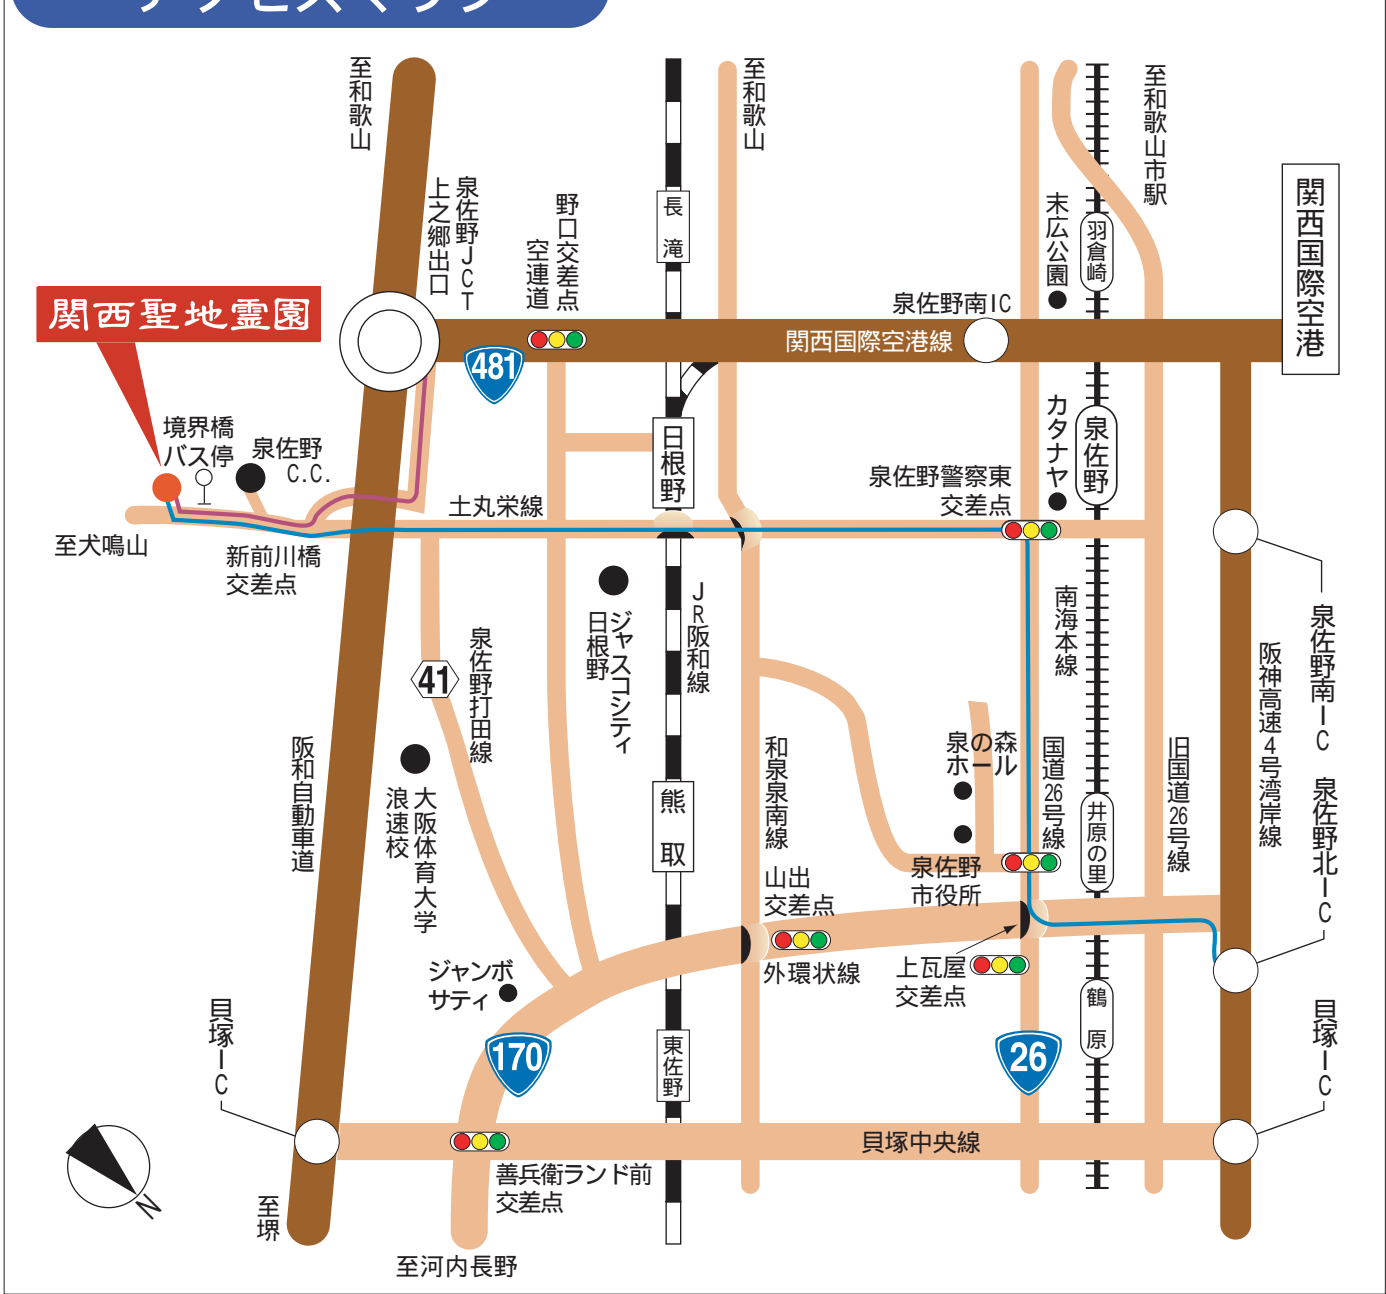 アクセスマップ
至和歌山
至和歌山
至和歌山市駅
関西国際空港
泉佐野JCT
上之郷出口
野口交差点
空連道
長滝
末広公園
羽倉崎
関西聖地霊園
泉佐野南IC
関西国際空港線
481
境界橋
バス停
泉佐野
C.C.
日根野
カタナヤ
泉佐野
泉佐野警察東
交差点
土丸栄線
至犬鳴山
新前川橋
交差点
ジャスコシティ
日根野
JR阪和線
南海本線
泉佐野南IC
阪神高速4号湾岸線
41
泉佐野打田線
阪和自動車道
大阪体育大学
浪速校
熊取
和泉泉南線
泉の森
ホール
国道26号線
井原の里
旧国道26号線
泉佐野北IC
泉佐野
市役所
山出
交差点
外環状線
上瓦屋
交差点
ジャンボ
サティ
170
東佐野
26
鶴原
貝塚IC
貝塚IC
貝塚中央線
善兵衛ランド前
交差点
N
至堺
至河内長野